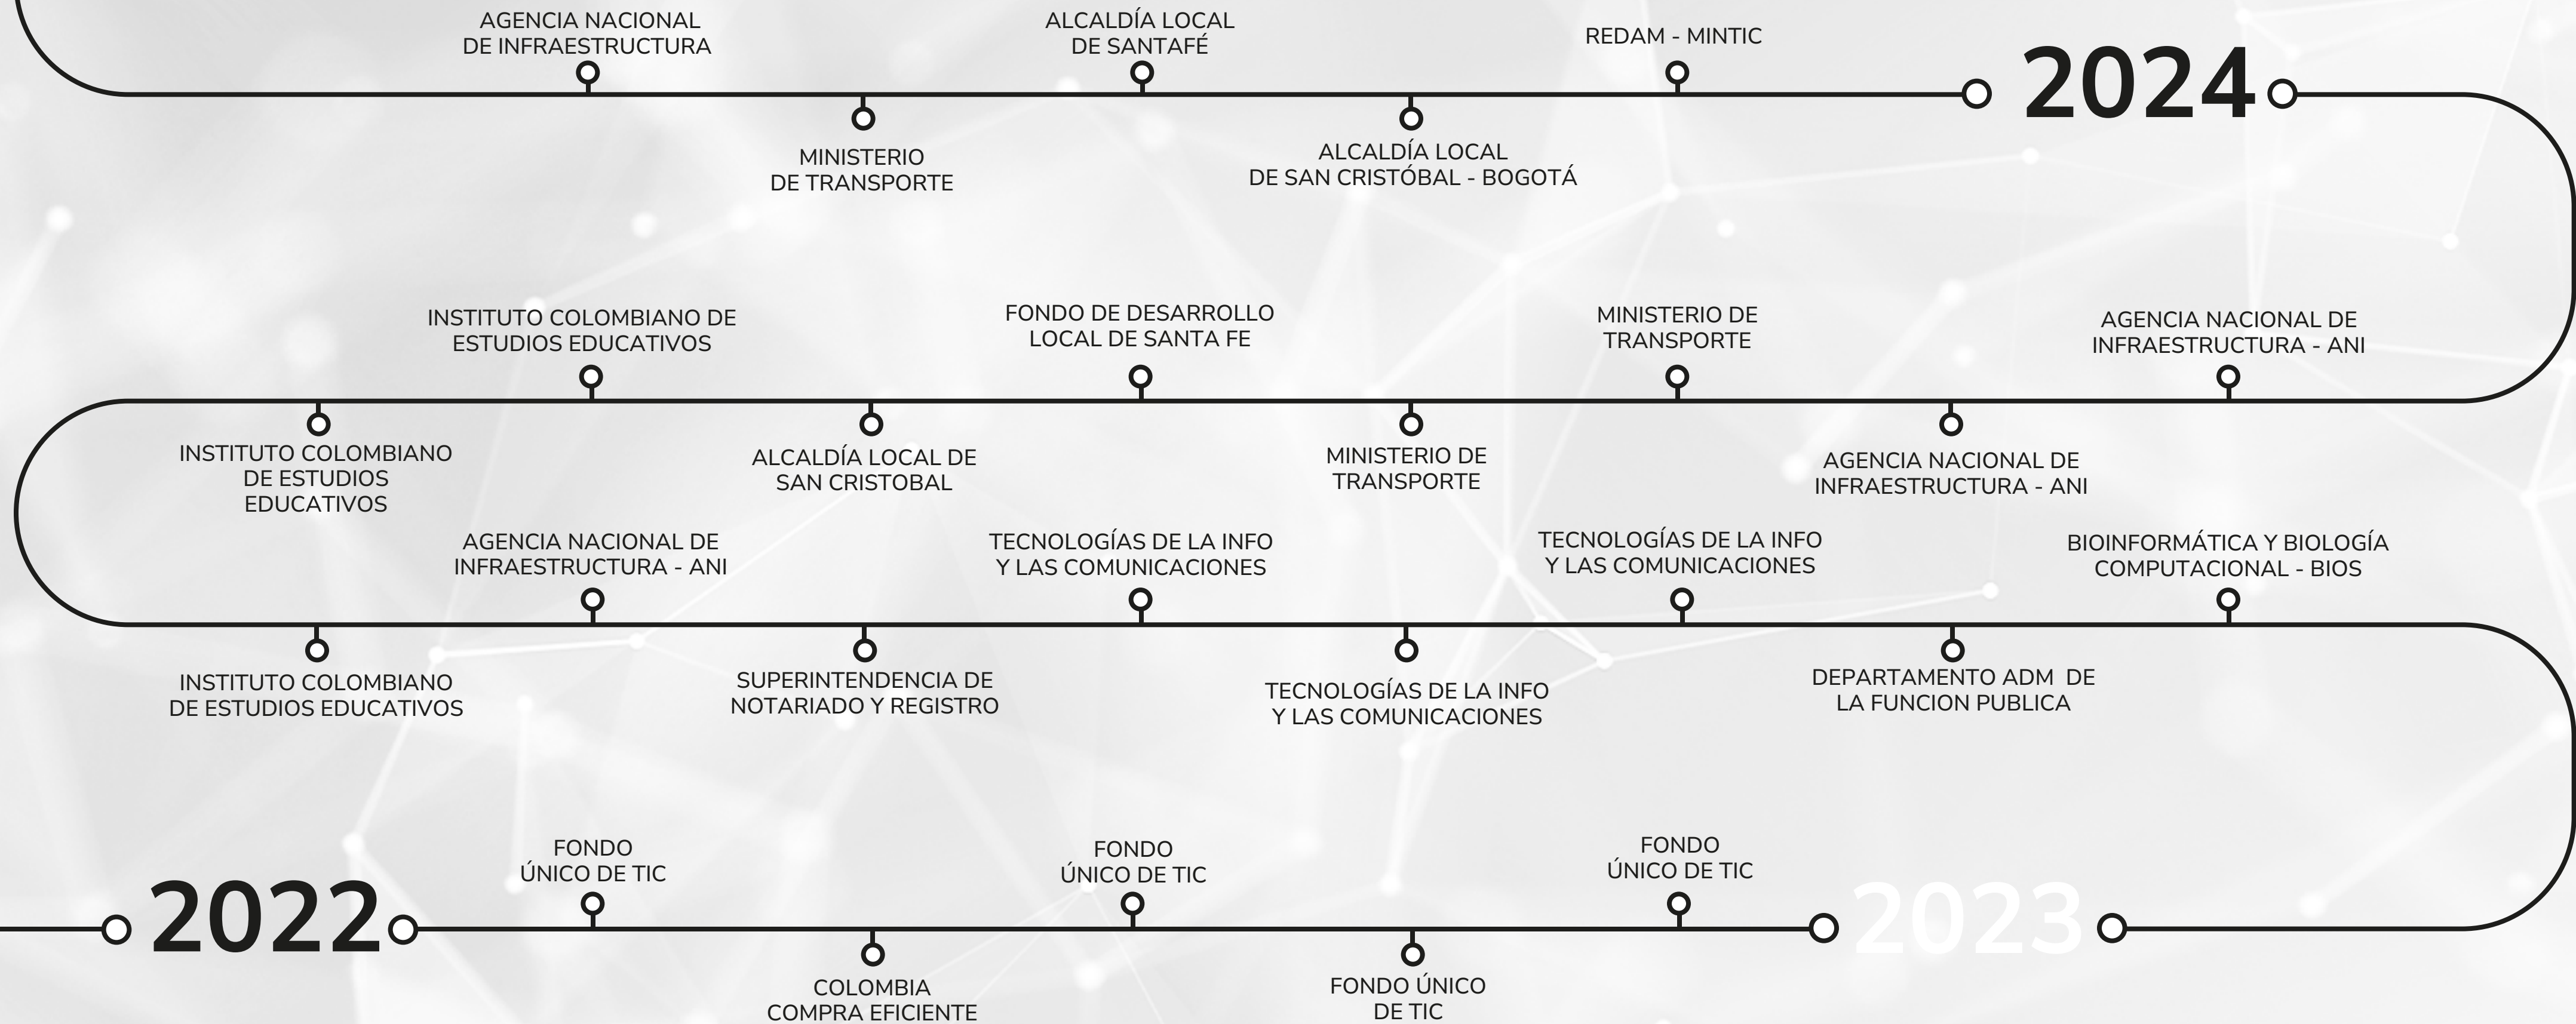 AGENCIA NACIONAL
DE INFRAESTRUCTURA
ALCALDÍA LOCAL
DE SANTAFÉ
REDAM - MINTIC
2024
MINISTERIO
DE TRANSPORTE
ALCALDÍA LOCAL
DE SAN CRISTÓBAL - BOGOTÁ
INSTITUTO COLOMBIANO DE
ESTUDIOS EDUCATIVOS
FONDO DE DESARROLLO
LOCAL DE SANTA FE
MINISTERIO DE
TRANSPORTE
AGENCIA NACIONAL DE
INFRAESTRUCTURA - ANI
INSTITUTO COLOMBIANO
DE ESTUDIOS
EDUCATIVOS
ALCALDÍA LOCAL DE
SAN CRISTOBAL
MINISTERIO DE
TRANSPORTE
AGENCIA NACIONAL DE
INFRAESTRUCTURA - ANI
AGENCIA NACIONAL DE
INFRAESTRUCTURA - ANI
TECNOLOGÍAS DE LA INFO
Y LAS COMUNICACIONES
TECNOLOGÍAS DE LA INFO
Y LAS COMUNICACIONES
BIOINFORMÁTICA Y BIOLOGÍA
COMPUTACIONAL - BIOS
INSTITUTO COLOMBIANO
DE ESTUDIOS EDUCATIVOS
SUPERINTENDENCIA DE
NOTARIADO Y REGISTRO
TECNOLOGÍAS DE LA INFO
Y LAS COMUNICACIONES
DEPARTAMENTO ADM DE
LA FUNCION PUBLICA
2022
FONDO
ÚNICO DE TIC
FONDO
ÚNICO DE TIC
FONDO
ÚNICO DE TIC
2023
COLOMBIA
COMPRA EFICIENTE
FONDO ÚNICO
DE TIC